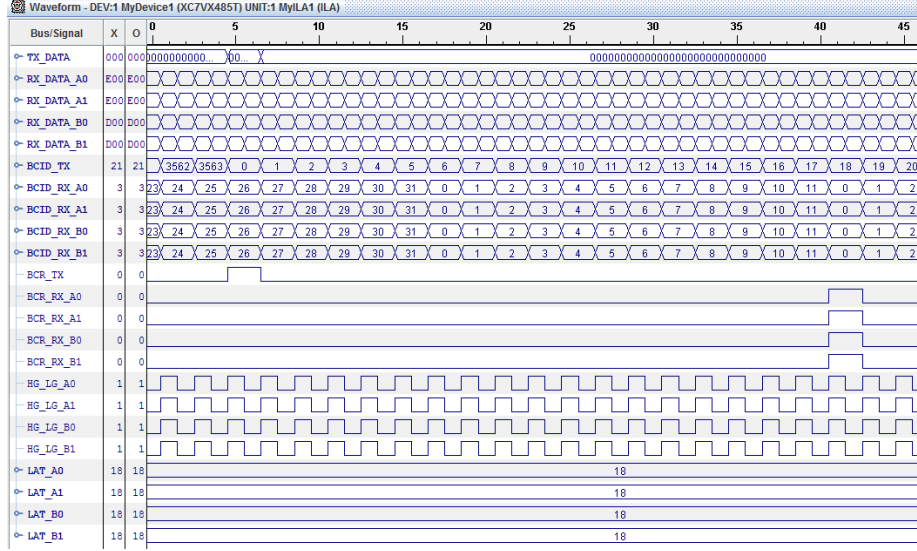 Waveform - DEV:1 MyDevice1 (XC7VX485T) UNIT:1 MyILA1 (ILA)
Bus/Signal X O 0 5 10 15 20 25 30 35 40 45
TX_DATA 000 000 0000000000... 00... 00000000000000000000000000000
RX_DATA_A0 E00 E00
RX_DATA_A1 E00 E00
RX_DATA_B0 D00 D00
RX_DATA_B1 D00 D00
BCID_TX 21 21 3562 3563 0 1 2 3 4 5 6 7 8 9 10 11 12 13 14 15 16 17 18 19 20
BCID_RX_A0 3 3 23 24 25 26 27 28 29 30 31 0 1 2 3 4 5 6 7 8 9 10 11 0 1 2
BCID_RX_A1 3 3 23 24 25 26 27 28 29 30 31 0 1 2 3 4 5 6 7 8 9 10 11 0 1 2
BCID_RX_B0 3 3 23 24 25 26 27 28 29 30 31 0 1 2 3 4 5 6 7 8 9 10 11 0 1 2
BCID_RX_B1 3 3 23 24 25 26 27 28 29 30 31 0 1 2 3 4 5 6 7 8 9 10 11 0 1 2
BCR_TX 0 0
BCR_RX_A0 0 0
BCR_RX_A1 0 0
BCR_RX_B0 0 0
BCR_RX_B1 0 0
HG_LG_A0 1 1
HG_LG_A1 1 1
HG_LG_B0 1 1
HG_LG_B1 1 1
LAT_A0 18 18 18
LAT_A1 18 18 18
LAT_B0 18 18 18
LAT_B1 18 18 18